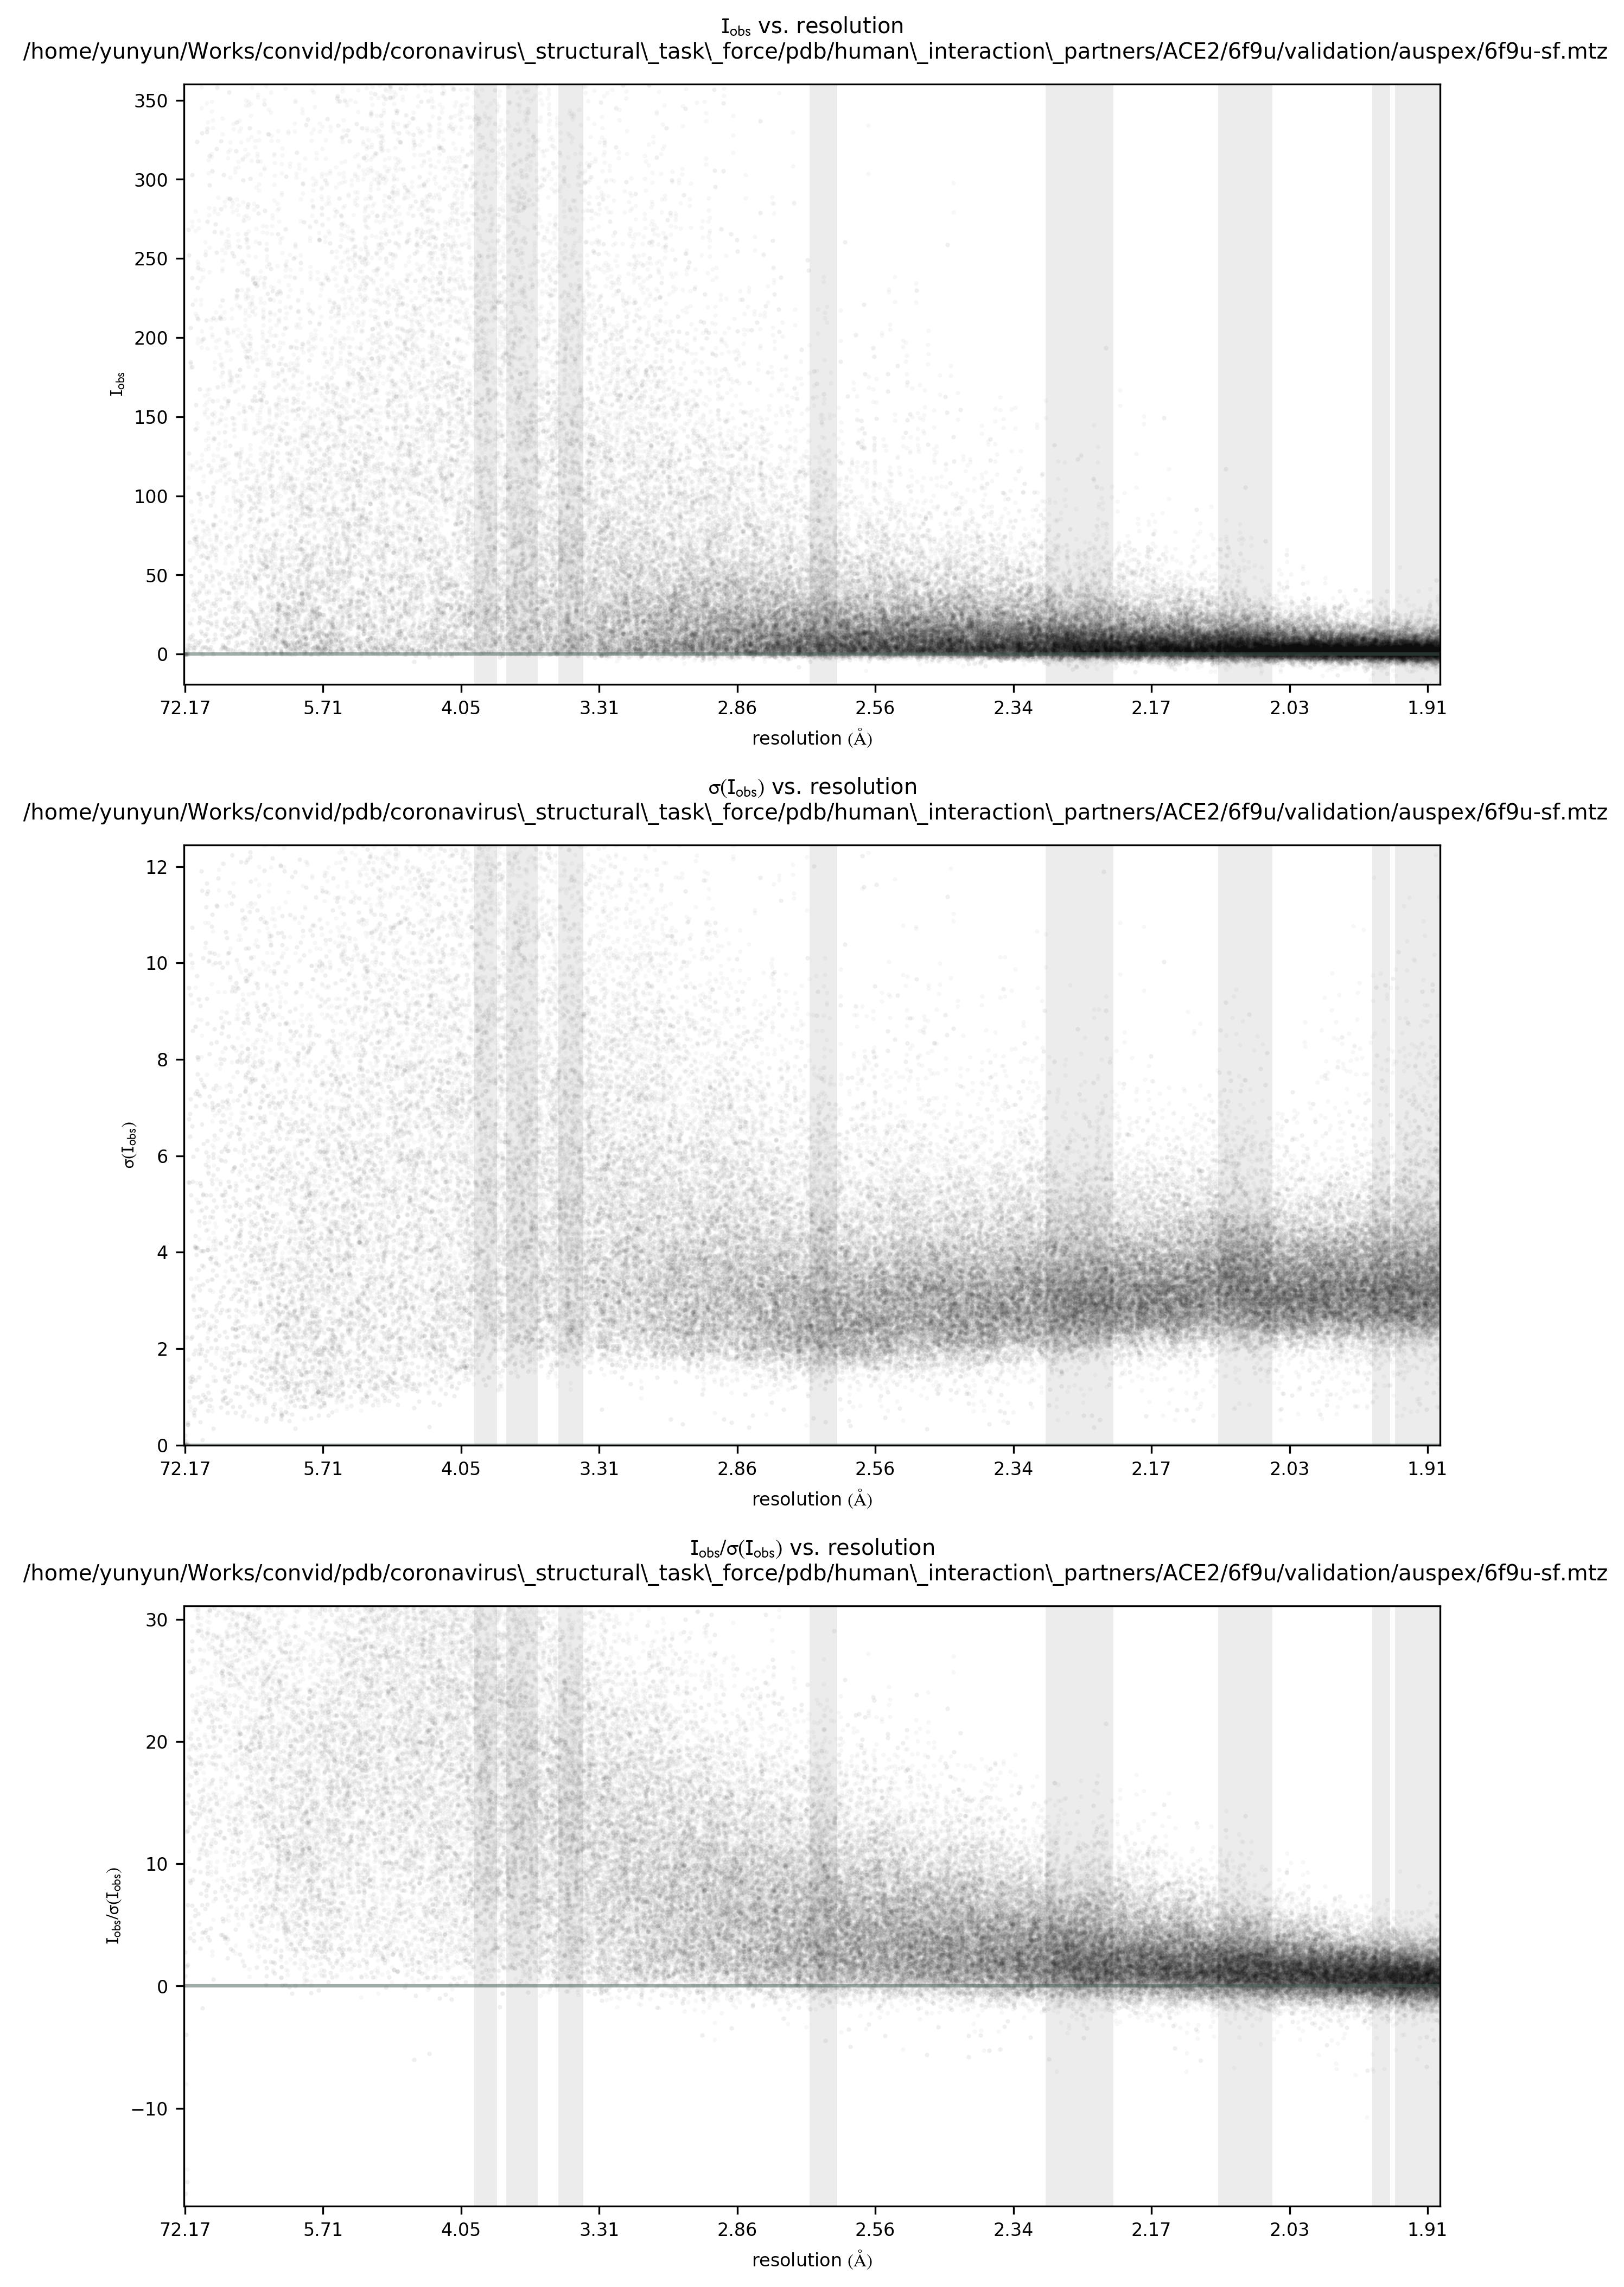 I_obs vs. resolution
/home/yunyun/Works/convid/pdb/coronavirus\_structural\_task\_force/pdb/human\_interaction\_partners/ACE2/6f9u/validation/auspex/6f9u-sf.mtz
350
300
250
200
150
100
50
0
I_obs
72.17 5.71 4.05 3.31 2.86 2.56 2.34 2.17 2.03 1.91
resolution (Å)
σ(I_obs) vs. resolution
/home/yunyun/Works/convid/pdb/coronavirus\_structural\_task\_force/pdb/human\_interaction\_partners/ACE2/6f9u/validation/auspex/6f9u-sf.mtz
12
10
8
6
4
2
0
σ(I_obs)
72.17 5.71 4.05 3.31 2.86 2.56 2.34 2.17 2.03 1.91
resolution (Å)
I_obs/σ(I_obs) vs. resolution
/home/yunyun/Works/convid/pdb/coronavirus\_structural\_task\_force/pdb/human\_interaction\_partners/ACE2/6f9u/validation/auspex/6f9u-sf.mtz
30
20
10
0
−10
I_obs/σ(I_obs)
72.17 5.71 4.05 3.31 2.86 2.56 2.34 2.17 2.03 1.91
resolution (Å)